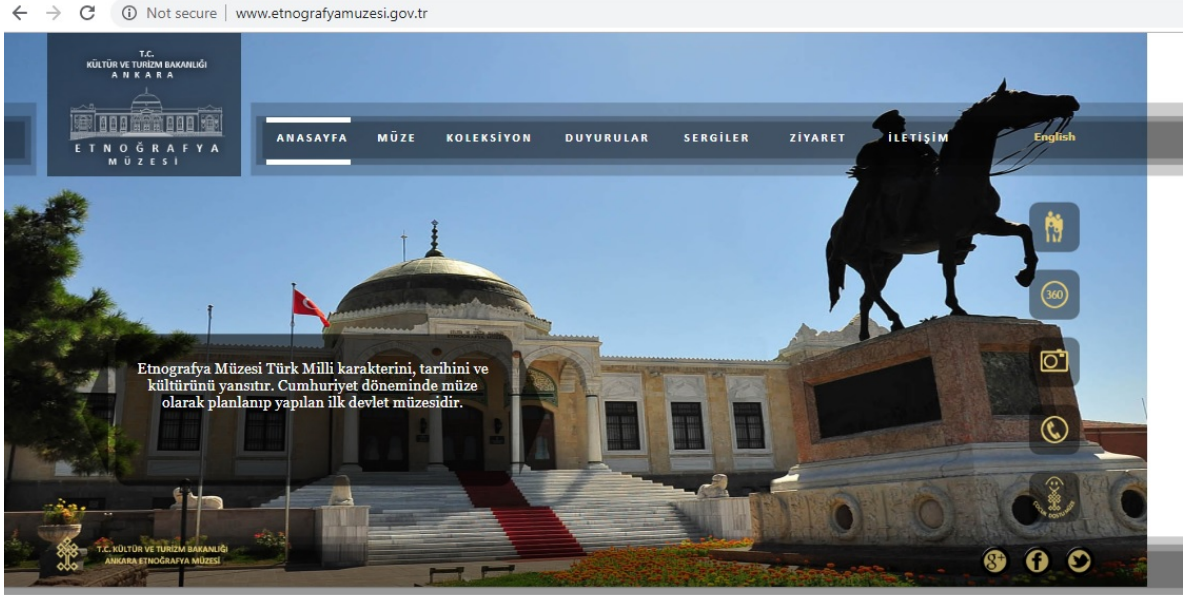 Not secure | www.etnografyamuzesi.gov.tr
T.C.
KÜLTÜR VE TURİZM BAKANLIĞI
ANKARA
ETNOĞRAFYA
MÜZESİ
ANASAYFA MÜZE KOLEKSİYON DUYURULAR SERGİLER ZİYARET İLETİŞİM English
360
Etnografya Müzesi Türk Milli karakterini, tarihini ve
kültürünü yansıtır. Cumhuriyet döneminde müze
olarak planlanıp yapılan ilk devlet müzesidir.
T.C. KÜLTÜR VE TURIZM BAKANLIĞI
ANKARA ETNOĞRAFYA MÜZESİ
g+ f